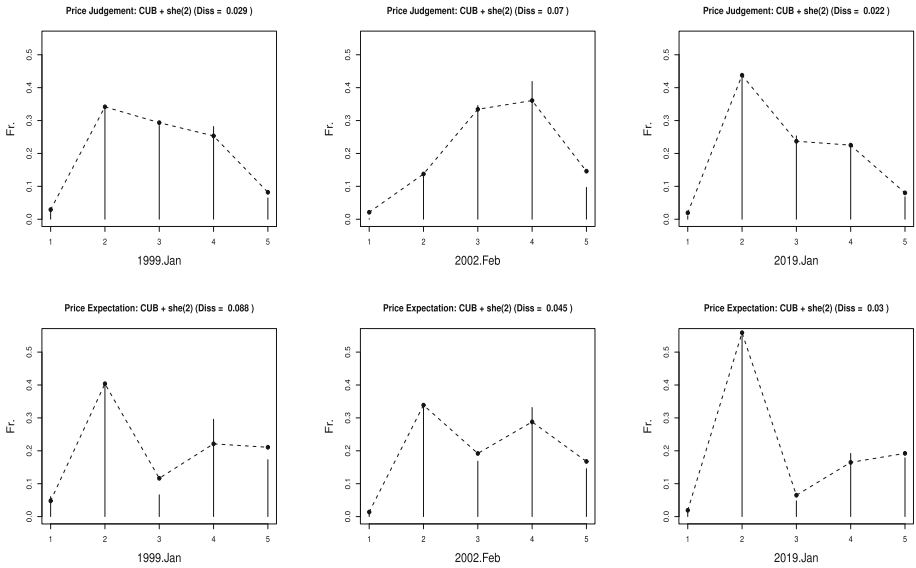 Price Judgement: CUB + she(2) (Diss = 0.029 )
Fr.
0.0 0.1 0.2 0.3 0.4 0.5
1 2 3 4 5
1999.Jan
Price Judgement: CUB + she(2) (Diss = 0.07 )
Fr.
0.0 0.1 0.2 0.3 0.4 0.5
1 2 3 4 5
2002.Feb
Price Judgement: CUB + she(2) (Diss = 0.022 )
Fr.
0.0 0.1 0.2 0.3 0.4 0.5
1 2 3 4 5
2019.Jan
Price Expectation: CUB + she(2) (Diss = 0.088 )
Fr.
0.0 0.1 0.2 0.3 0.4 0.5
1 2 3 4 5
1999.Jan
Price Expectation: CUB + she(2) (Diss = 0.045 )
Fr.
0.0 0.1 0.2 0.3 0.4 0.5
1 2 3 4 5
2002.Feb
Price Expectation: CUB + she(2) (Diss = 0.03 )
Fr.
0.0 0.1 0.2 0.3 0.4 0.5
1 2 3 4 5
2019.Jan